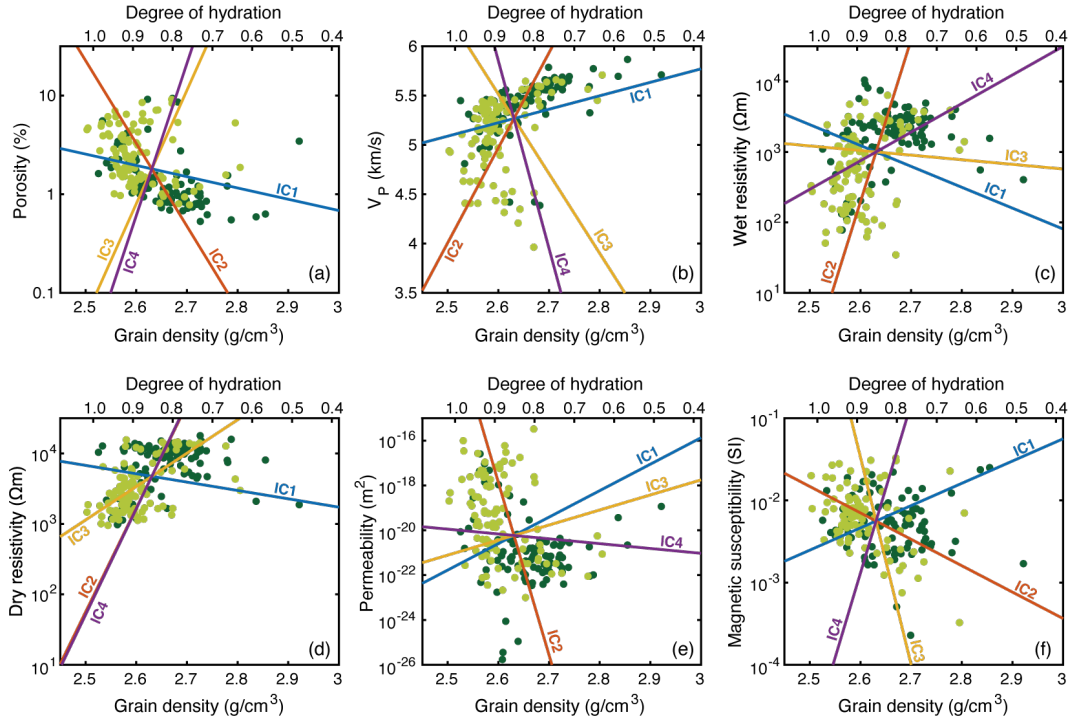 Degree of hydration
1.0 0.9 0.8 0.7 0.6 0.5 0.4
10
1
0.1
Porosity (%)
IC1
IC2
IC3
IC4
(a)
2.5 2.6 2.7 2.8 2.9 3
Grain density (g/cm³)
Degree of hydration
1.0 0.9 0.8 0.7 0.6 0.5 0.4
6
5.5
5
4.5
4
3.5
V_P (km/s)
IC1
IC2
IC3
IC4
(b)
2.5 2.6 2.7 2.8 2.9 3
Grain density (g/cm³)
Degree of hydration
1.0 0.9 0.8 0.7 0.6 0.5 0.4
10⁴
10³
10²
10¹
Wet resistivity (Ωm)
IC4
IC3
IC1
IC2
(c)
2.5 2.6 2.7 2.8 2.9 3
Grain density (g/cm³)
Degree of hydration
1.0 0.9 0.8 0.7 0.6 0.5 0.4
10⁴
10³
10²
10¹
Dry resistivity (Ωm)
IC1
IC3
IC2
IC4
(d)
2.5 2.6 2.7 2.8 2.9 3
Grain density (g/cm³)
Degree of hydration
1.0 0.9 0.8 0.7 0.6 0.5 0.4
10⁻¹⁶
10⁻¹⁸
10⁻²⁰
10⁻²²
10⁻²⁴
10⁻²⁶
Permeability (m²)
IC1
IC3
IC4
IC2
(e)
2.5 2.6 2.7 2.8 2.9 3
Grain density (g/cm³)
Degree of hydration
1.0 0.9 0.8 0.7 0.6 0.5 0.4
10⁻¹
10⁻²
10⁻³
10⁻⁴
Magnetic susceptibility (SI)
IC1
IC2
IC4
IC3
(f)
2.5 2.6 2.7 2.8 2.9 3
Grain density (g/cm³)